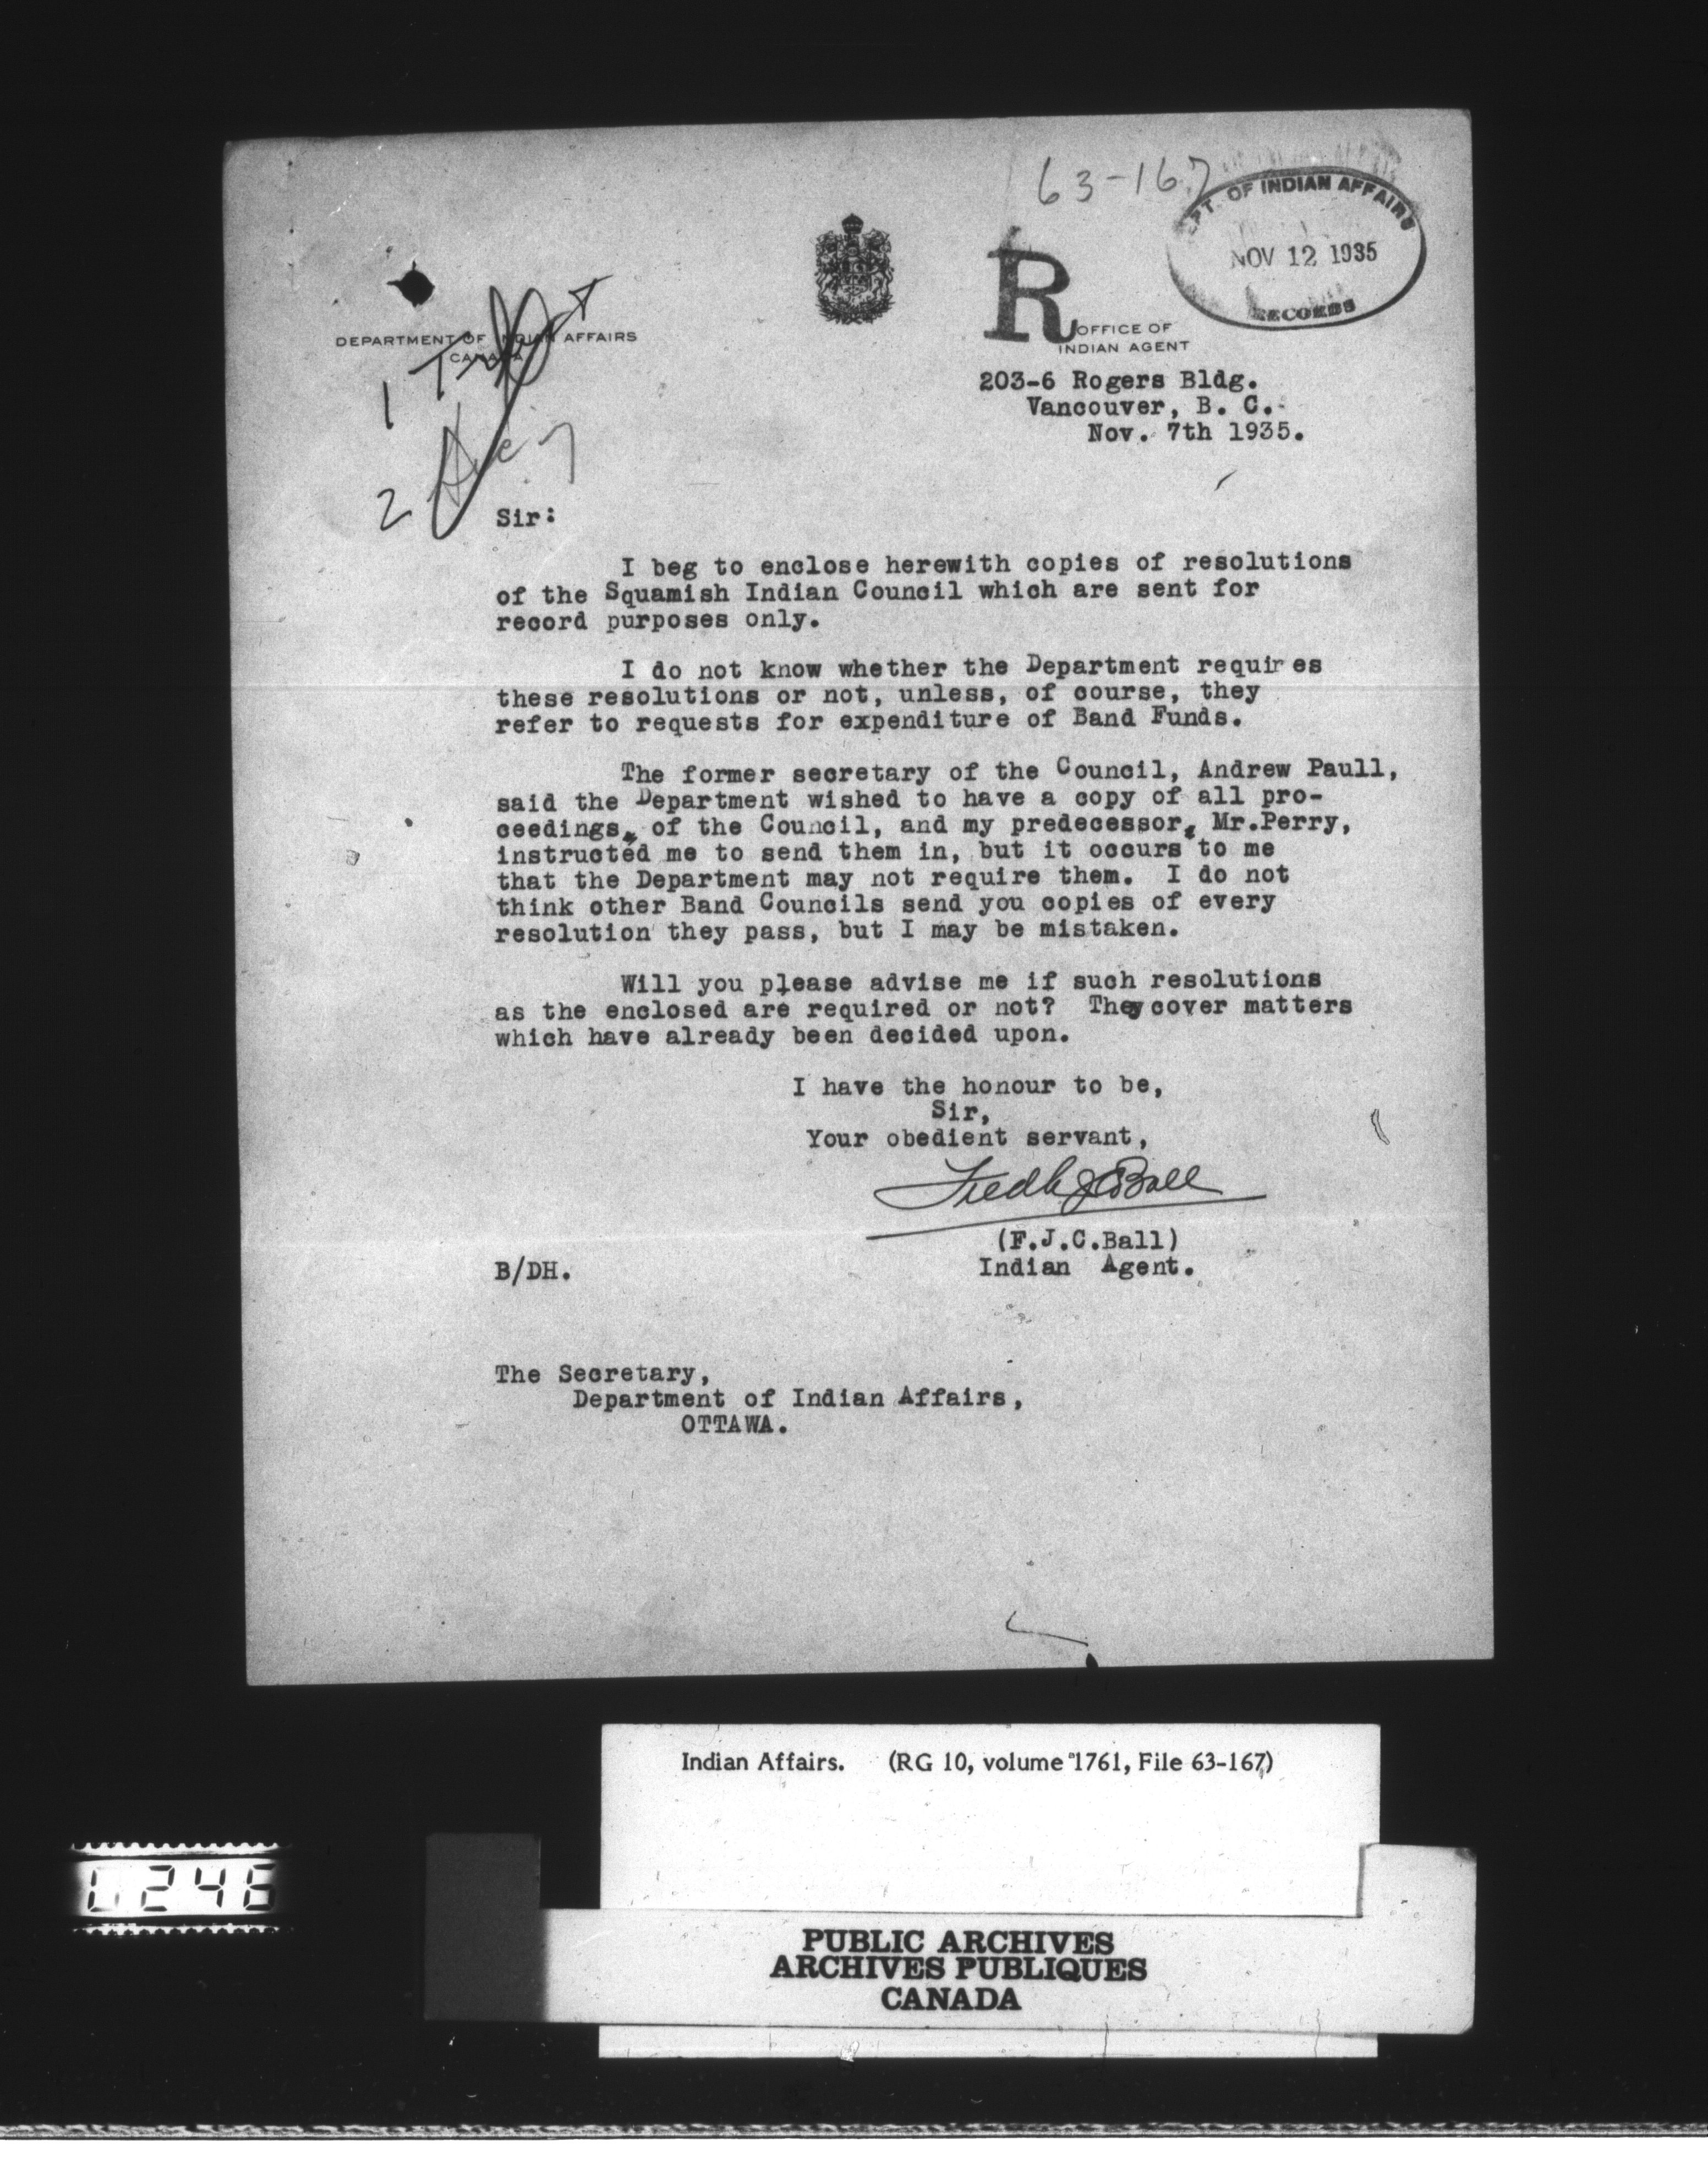 63-167
DEPT. OF INDIAN AFFAIRS
NOV 12 1935
RECORDS
R
DEPARTMENT OF INDIAN AFFAIRS
CANADA
OFFICE OF
INDIAN AGENT
1
2
203-6 Rogers Bldg.
Vancouver, B. C.
Nov. 7th 1935.
Sir:
I beg to enclose herewith copies of resolutions
of the Squamish Indian Council which are sent for
record purposes only.
I do not know whether the Department requires
these resolutions or not, unless, of course, they
refer to requests for expenditure of Band Funds.
The former secretary of the Council, Andrew Paull,
said the Department wished to have a copy of all pro-
ceedings, of the Council, and my predecessor, Mr.Perry,
instructed me to send them in, but it occurs to me
that the Department may not require them. I do not
think other Band Councils send you copies of every
resolution they pass, but I may be mistaken.
Will you please advise me if such resolutions
as the enclosed are required or not? They cover matters
which have already been decided upon.
I have the honour to be,
Sir,
Your obedient servant,
Fredk J C Ball
(F.J.C.Ball)
Indian Agent.
B/DH.
The Secretary,
Department of Indian Affairs,
OTTAWA.
Indian Affairs. (RG 10, volume 1761, File 63-167)
246
PUBLIC ARCHIVES
ARCHIVES PUBLIQUES
CANADA